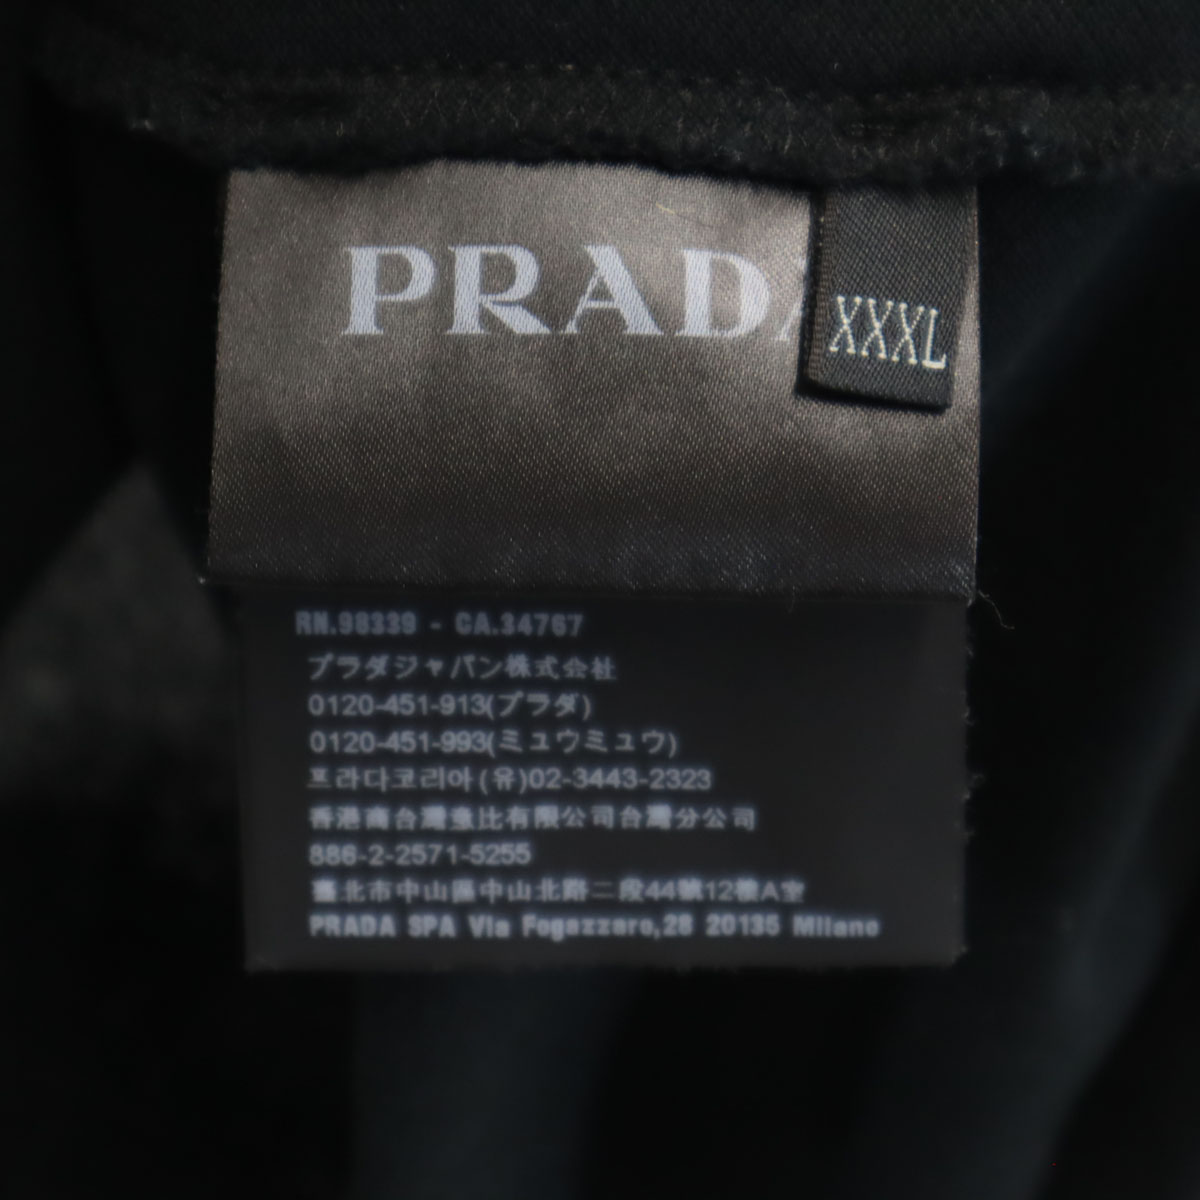 PRADA
XXXL
RN.98339 - CA.34767
プラダジャパン株式会社
0120-451-913(プラダ)
0120-451-993(ミュウミュウ)
프라다코리아(유)02-3443-2323
香港商台灣魚比有限公司台灣分公司
886-2-2571-5255
臺北市中山區中山北路二段44號12樓A室
PRADA SPA Via Fogazzaro,28 20135 Milano